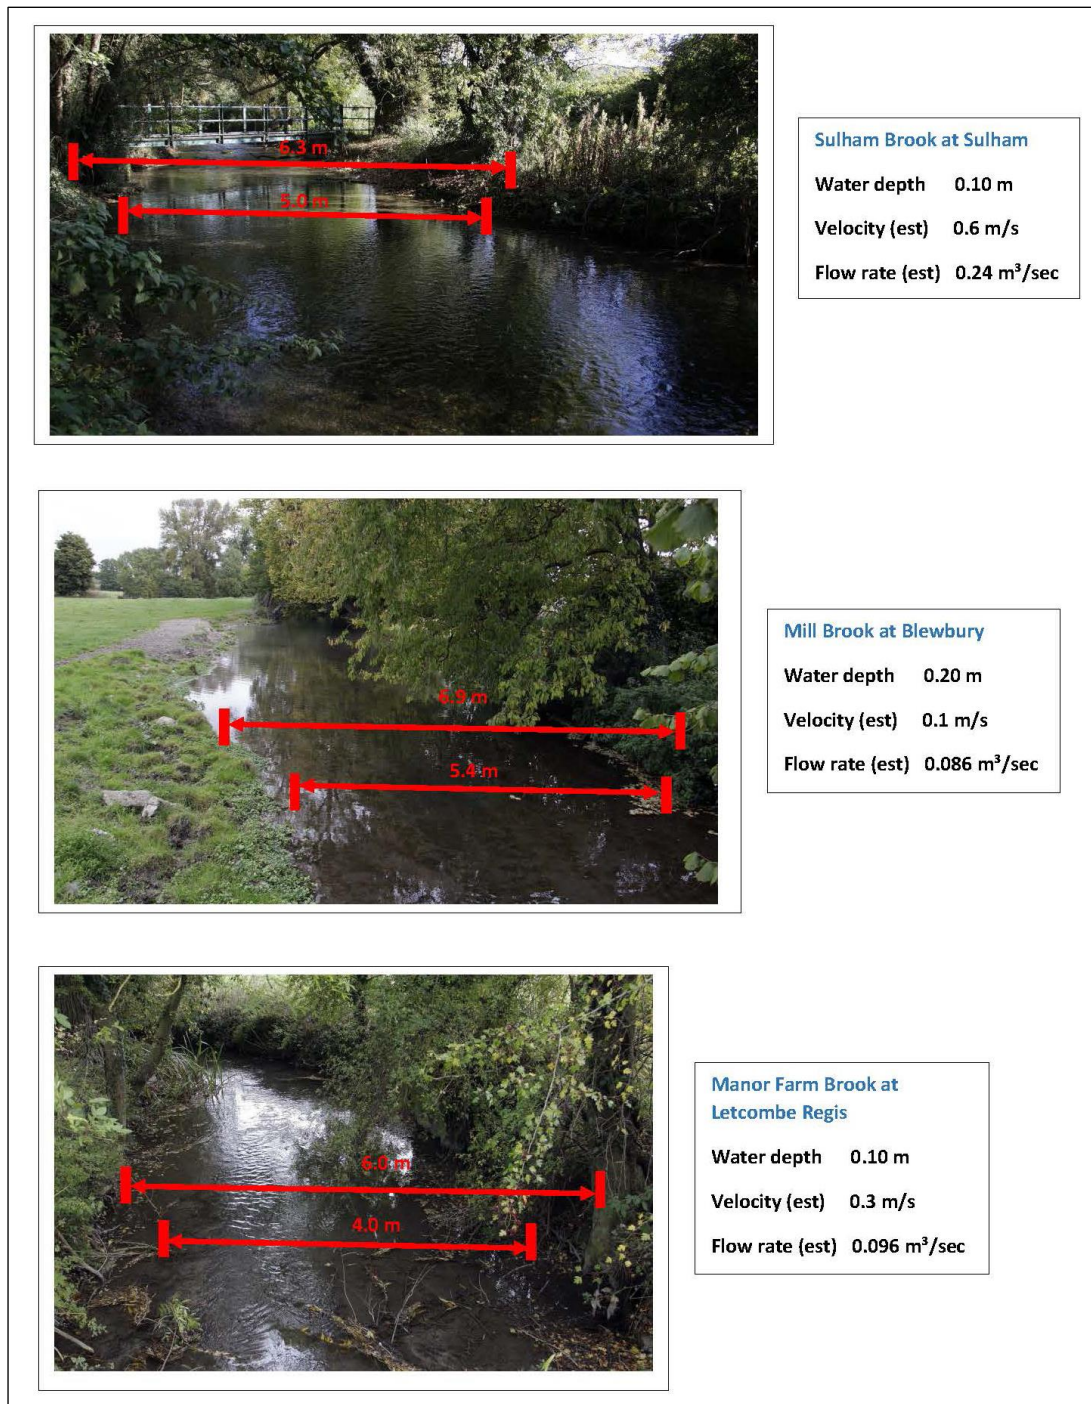 6.3 m
5.0 m
Sulham Brook at Sulham
Water depth 0.10 m
Velocity (est) 0.6 m/s
Flow rate (est) 0.24 m³/sec
6.9 m
5.4 m
Mill Brook at Blewbury
Water depth 0.20 m
Velocity (est) 0.1 m/s
Flow rate (est) 0.086 m³/sec
6.0 m
4.0 m
Manor Farm Brook at
Letcombe Regis
Water depth 0.10 m
Velocity (est) 0.3 m/s
Flow rate (est) 0.096 m³/sec